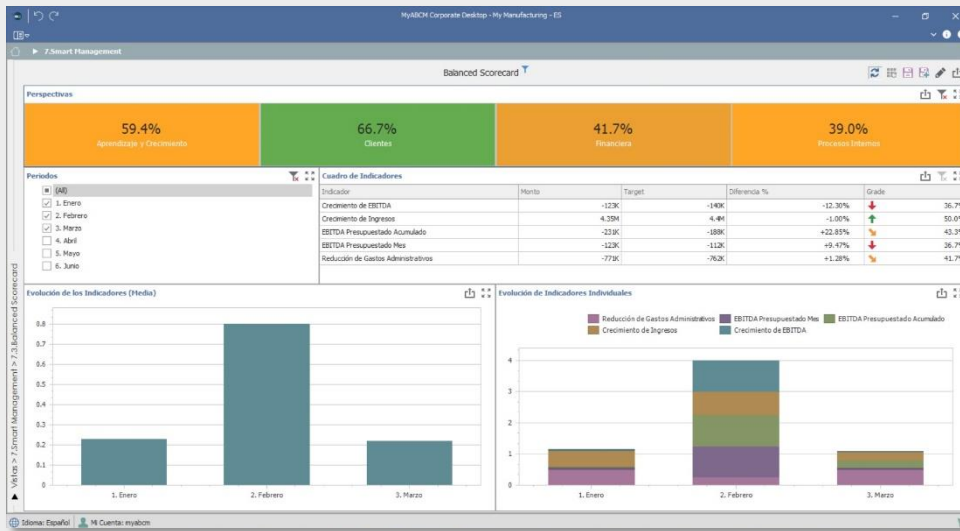 MyABCM Corporate Desktop - My Manufacturing - ES
7.Smart Management
Balanced Scorecard
Perspectivas
59.4%
Aprendizaje y Crecimiento
66.7%
Clientes
41.7%
Financiera
39.0%
Procesos Internos
Periodos
(All)
1. Enero
2. Febrero
3. Marzo
4. Abril
5. Mayo
6. Junio
Cuadro de Indicadores
Indicador Monto Target Diferencia % Grade
Crecimiento de EBITDA -123K -140K -12.30% 36.7%
Crecimiento de Ingresos 4.35M 4.4M -1.00% 50.0%
EBITDA Presupuestado Acumulado -231K -188K +22.85% 43.3%
EBITDA Presupuestado Mes -123K -112K +9.47% 36.7%
Reducción de Gastos Administrativos -771K -762K +1.28% 41.7%
Evolución de los Indicadores (Media)
0.8
0.7
0.6
0.5
0.4
0.3
0.2
0.1
0
1. Enero 2. Febrero 3. Marzo
Evolución de Indicadores Individuales
Reducción de Gastos Administrativos EBITDA Presupuestado Mes EBITDA Presupuestado Acumulado
Crecimiento de Ingresos Crecimiento de EBITDA
4
3
2
1
0
1. Enero 2. Febrero 3. Marzo
Vistas > 7.Smart Management > 7.3.Balanced Scorecard
Idioma: Español Mi Cuenta: myabcm